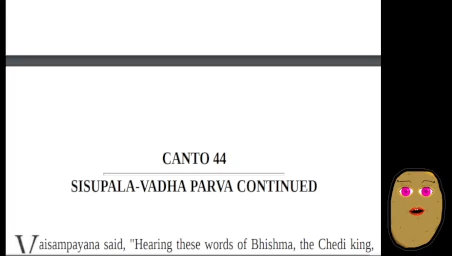 CANTO 44
SISUPALA-VADHA PARVA CONTINUED
Vaisampayana said, "Hearing these words of Bhishma, the Chedi king,